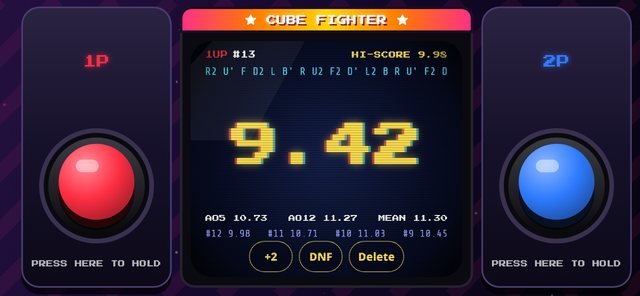 ★ CUBE FIGHTER ★
1P
1UP #13 HI-SCORE 9.98
R2 U' F D2 L B' R U2 F2 D' L2 B R U' F2 D
9.42
AO5 10.73 AO12 11.27 MEAN 11.30
#12 9.98 #11 10.71 #10 11.03 #9 10.45
+2 DNF Delete
PRESS HERE TO HOLD
2P
PRESS HERE TO HOLD